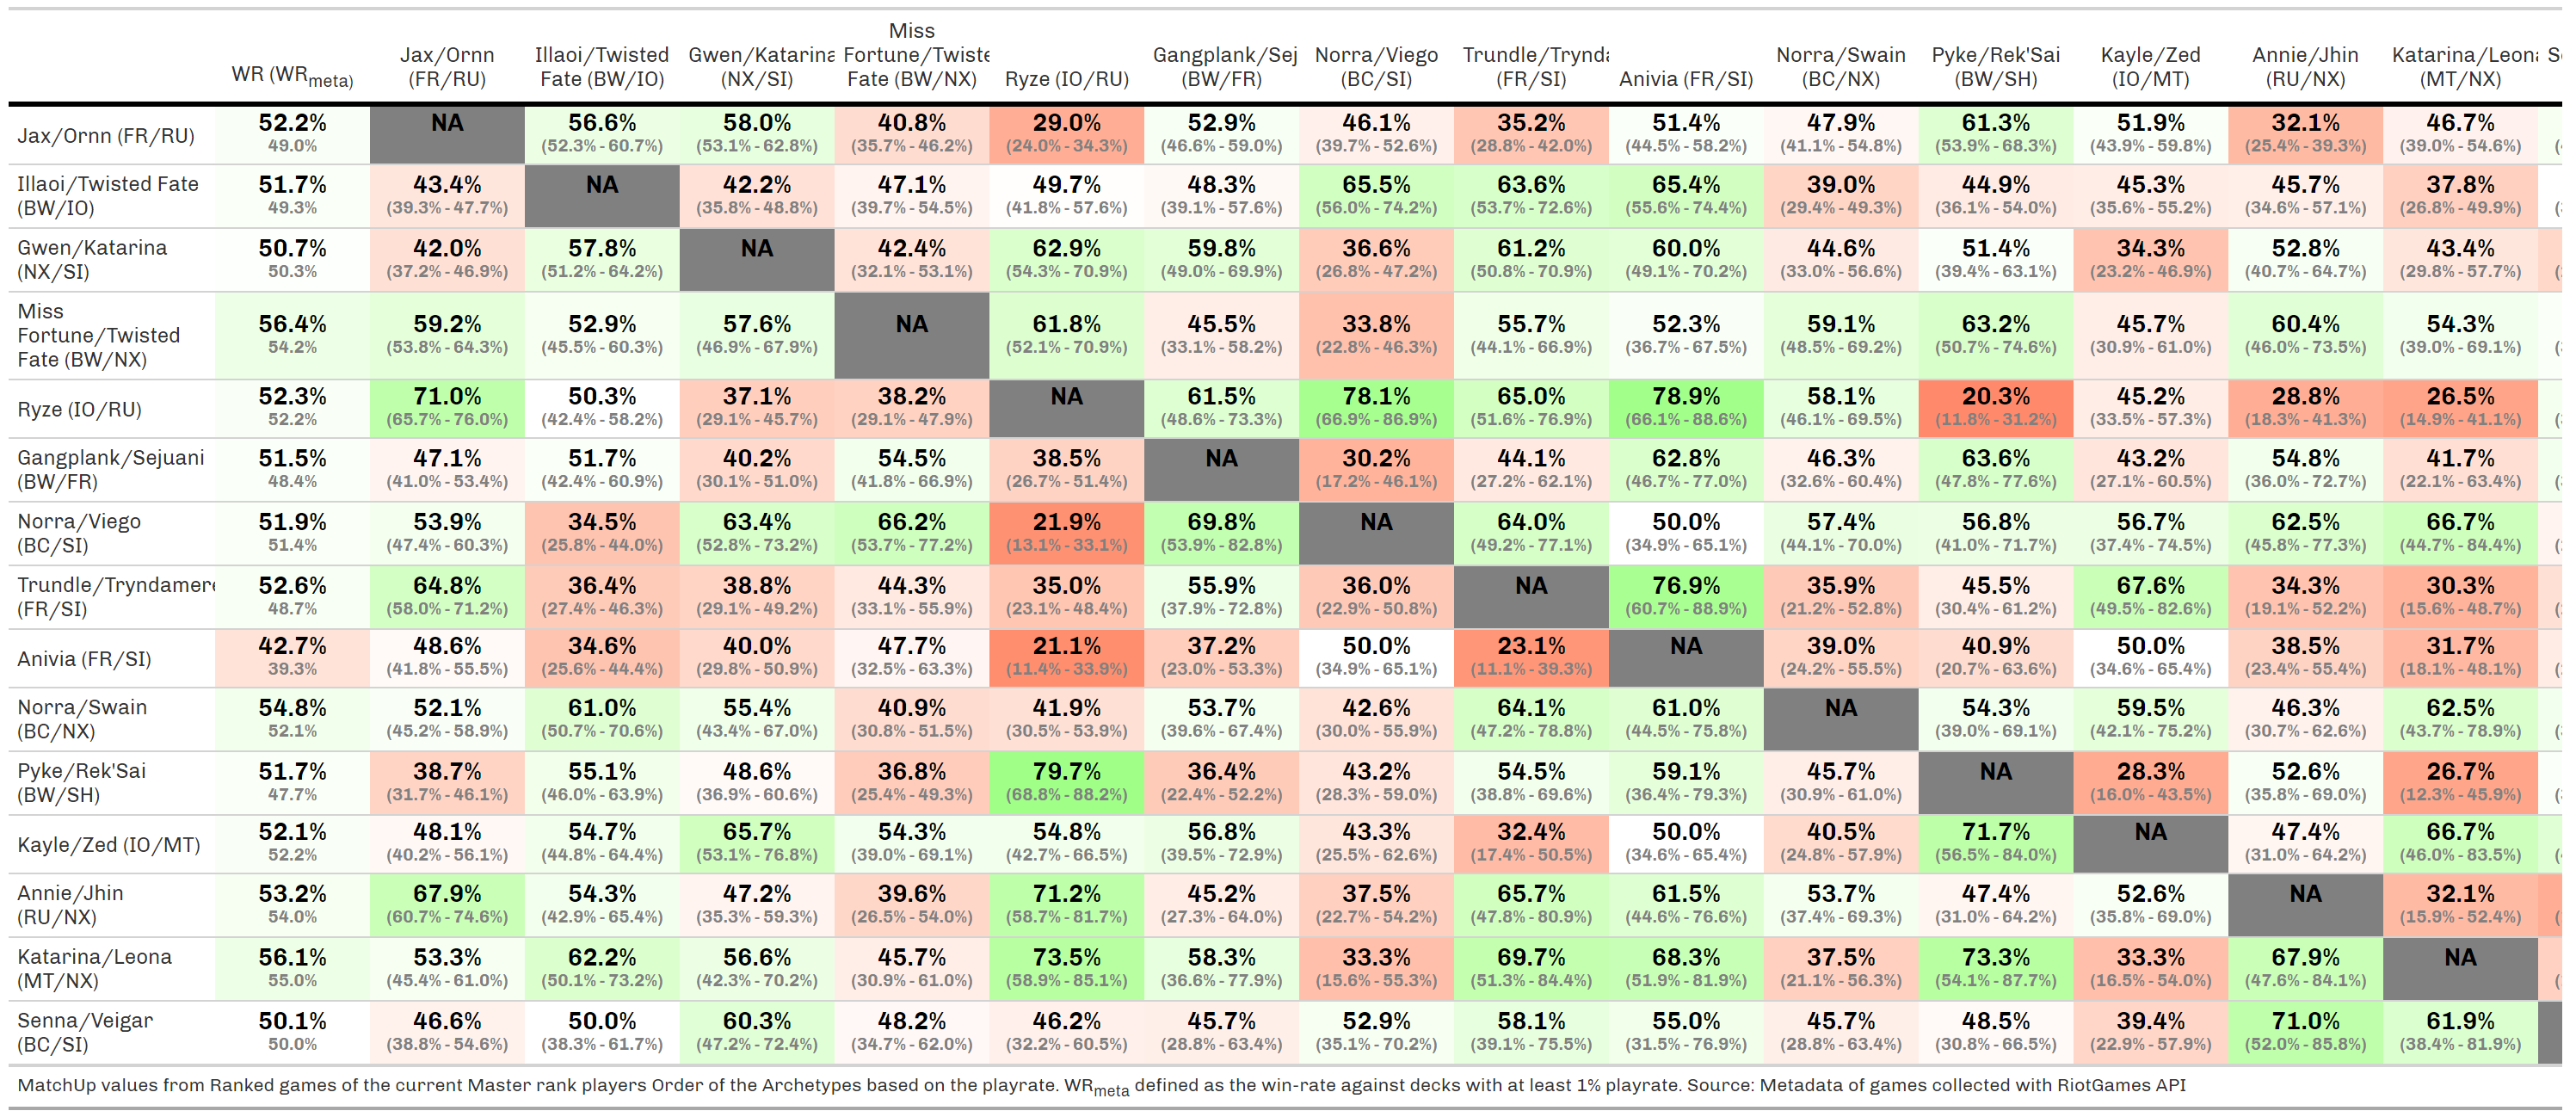 Miss
Jax/Ornn Illaoi/Twisted Gwen/Katarina Fortune/Twiste Gangplank/Sej Norra/Viego Trundle/Trynda Norra/Swain Pyke/Rek'Sai Kayle/Zed Annie/Jhin Katarina/Leona S
WR (WRmeta) (FR/RU) Fate (BW/IO) (NX/SI) Fate (BW/NX) Ryze (IO/RU) (BW/FR) (BC/SI) (FR/SI) Anivia (FR/SI) (BC/NX) (BW/SH) (IO/MT) (RU/NX) (MT/NX)
Jax/Ornn (FR/RU) 52.2% NA 56.6% 58.0% 40.8% 29.0% 52.9% 46.1% 35.2% 51.4% 47.9% 61.3% 51.9% 32.1% 46.7%
49.0% (52.3% - 60.7%) (53.1% - 62.8%) (35.7% - 46.2%) (24.0% - 34.3%) (46.6% - 59.0%) (39.7% - 52.6%) (28.8% - 42.0%) (44.5% - 58.2%) (41.1% - 54.8%) (53.9% - 68.3%) (43.9% - 59.8%) (25.4% - 39.3%) (39.0% - 54.6%)
Illaoi/Twisted Fate 51.7% 43.4% NA 42.2% 47.1% 49.7% 48.3% 65.5% 63.6% 65.4% 39.0% 44.9% 45.3% 45.7% 37.8%
(BW/IO) 49.3% (39.3% - 47.7%) (35.8% - 48.8%) (39.7% - 54.5%) (41.8% - 57.6%) (39.1% - 57.6%) (56.0% - 74.2%) (53.7% - 72.6%) (55.6% - 74.4%) (29.4% - 49.3%) (36.1% - 54.0%) (35.6% - 55.2%) (34.6% - 57.1%) (26.8% - 49.9%)
Gwen/Katarina 50.7% 42.0% 57.8% NA 42.4% 62.9% 59.8% 36.6% 61.2% 60.0% 44.6% 51.4% 34.3% 52.8% 43.4%
(NX/SI) 50.3% (37.2% - 46.9%) (51.2% - 64.2%) (32.1% - 53.1%) (54.3% - 70.9%) (49.0% - 69.9%) (26.8% - 47.2%) (50.8% - 70.9%) (49.1% - 70.2%) (33.0% - 56.6%) (39.4% - 63.1%) (23.2% - 46.9%) (40.7% - 64.7%) (29.8% - 57.7%)
Miss
Fortune/Twisted 56.4% 59.2% 52.9% 57.6% NA 61.8% 45.5% 33.8% 55.7% 52.3% 59.1% 63.2% 45.7% 60.4% 54.3%
Fate (BW/NX) 54.2% (53.8% - 64.3%) (45.5% - 60.3%) (46.9% - 67.9%) (52.1% - 70.9%) (33.1% - 58.2%) (22.8% - 46.3%) (44.1% - 66.9%) (36.7% - 67.5%) (48.5% - 69.2%) (50.7% - 74.6%) (30.9% - 61.0%) (46.0% - 73.5%) (39.0% - 69.1%)
Ryze (IO/RU) 52.3% 71.0% 50.3% 37.1% 38.2% NA 61.5% 78.1% 65.0% 78.9% 58.1% 20.3% 45.2% 28.8% 26.5%
52.2% (65.7% - 76.0%) (42.4% - 58.2%) (29.1% - 45.7%) (29.1% - 47.9%) (48.6% - 73.3%) (66.9% - 86.9%) (51.6% - 76.9%) (66.1% - 88.6%) (46.1% - 69.5%) (11.8% - 31.2%) (33.5% - 57.3%) (18.3% - 41.3%) (14.9% - 41.1%)
Gangplank/Sejuani 51.5% 47.1% 51.7% 40.2% 54.5% 38.5% NA 30.2% 44.1% 62.8% 46.3% 63.6% 43.2% 54.8% 41.7%
(BW/FR) 48.4% (41.0% - 53.4%) (42.4% - 60.9%) (30.1% - 51.0%) (41.8% - 66.9%) (26.7% - 51.4%) (17.2% - 46.1%) (27.2% - 62.1%) (46.7% - 77.0%) (32.6% - 60.4%) (47.8% - 77.6%) (27.1% - 60.5%) (36.0% - 72.7%) (22.1% - 63.4%)
Norra/Viego 51.9% 53.9% 34.5% 63.4% 66.2% 21.9% 69.8% NA 64.0% 50.0% 57.4% 56.8% 56.7% 62.5% 66.7%
(BC/SI) 51.4% (47.4% - 60.3%) (25.8% - 44.0%) (52.8% - 73.2%) (53.7% - 77.2%) (13.1% - 33.1%) (53.9% - 82.8%) (49.2% - 77.1%) (34.9% - 65.1%) (44.1% - 70.0%) (41.0% - 71.7%) (37.4% - 74.5%) (45.8% - 77.3%) (44.7% - 84.4%)
Trundle/Tryndamere 52.6% 64.8% 36.4% 38.8% 44.3% 35.0% 55.9% 36.0% NA 76.9% 35.9% 45.5% 67.6% 34.3% 30.3%
(FR/SI) 48.7% (58.0% - 71.2%) (27.4% - 46.3%) (29.1% - 49.2%) (33.1% - 55.9%) (23.1% - 48.4%) (37.9% - 72.8%) (22.9% - 50.8%) (60.7% - 88.9%) (21.2% - 52.8%) (30.4% - 61.2%) (49.5% - 82.6%) (19.1% - 52.2%) (15.6% - 48.7%)
Anivia (FR/SI) 42.7% 48.6% 34.6% 40.0% 47.7% 21.1% 37.2% 50.0% 23.1% NA 39.0% 40.9% 50.0% 38.5% 31.7%
39.3% (41.8% - 55.5%) (25.6% - 44.4%) (29.8% - 50.9%) (32.5% - 63.3%) (11.4% - 33.9%) (23.0% - 53.3%) (34.9% - 65.1%) (11.1% - 39.3%) (24.2% - 55.5%) (20.7% - 63.6%) (34.6% - 65.4%) (23.4% - 55.4%) (18.1% - 48.1%)
Norra/Swain 54.8% 52.1% 61.0% 55.4% 40.9% 41.9% 53.7% 42.6% 64.1% 61.0% NA 54.3% 59.5% 46.3% 62.5%
(BC/NX) 52.1% (45.2% - 58.9%) (50.7% - 70.6%) (43.4% - 67.0%) (30.8% - 51.5%) (30.5% - 53.9%) (39.6% - 67.4%) (30.0% - 55.9%) (47.2% - 78.8%) (44.5% - 75.8%) (39.0% - 69.1%) (42.1% - 75.2%) (30.7% - 62.6%) (43.7% - 78.9%)
Pyke/Rek'Sai 51.7% 38.7% 55.1% 48.6% 36.8% 79.7% 36.4% 43.2% 54.5% 59.1% 45.7% NA 28.3% 52.6% 26.7%
(BW/SH) 47.7% (31.7% - 46.1%) (46.0% - 63.9%) (36.9% - 60.6%) (25.4% - 49.3%) (68.8% - 88.2%) (22.4% - 52.2%) (28.3% - 59.0%) (38.8% - 69.6%) (36.4% - 79.3%) (30.9% - 61.0%) (16.0% - 43.5%) (35.8% - 69.0%) (12.3% - 45.9%)
Kayle/Zed (IO/MT) 52.1% 48.1% 54.7% 65.7% 54.3% 54.8% 56.8% 43.3% 32.4% 50.0% 40.5% 71.7% NA 47.4% 66.7%
52.2% (40.2% - 56.1%) (44.8% - 64.4%) (53.1% - 76.8%) (39.0% - 69.1%) (42.7% - 66.5%) (39.5% - 72.9%) (25.5% - 62.6%) (17.4% - 50.5%) (34.6% - 65.4%) (24.8% - 57.9%) (56.5% - 84.0%) (31.0% - 64.2%) (46.0% - 83.5%)
Annie/Jhin 53.2% 67.9% 54.3% 47.2% 39.6% 71.2% 45.2% 37.5% 65.7% 61.5% 53.7% 47.4% 52.6% NA 32.1%
(RU/NX) 54.0% (60.7% - 74.6%) (42.9% - 65.4%) (35.3% - 59.3%) (26.5% - 54.0%) (58.7% - 81.7%) (27.3% - 64.0%) (22.7% - 54.2%) (47.8% - 80.9%) (44.6% - 76.6%) (37.4% - 69.3%) (31.0% - 64.2%) (35.8% - 69.0%) (15.9% - 52.4%)
Katarina/Leona 56.1% 53.3% 62.2% 56.6% 45.7% 73.5% 58.3% 33.3% 69.7% 68.3% 37.5% 73.3% 33.3% 67.9% NA
(MT/NX) 55.0% (45.4% - 61.0%) (50.1% - 73.2%) (42.3% - 70.2%) (30.9% - 61.0%) (58.9% - 85.1%) (36.6% - 77.9%) (15.6% - 55.3%) (51.3% - 84.4%) (51.9% - 81.9%) (21.1% - 56.3%) (54.1% - 87.7%) (16.5% - 54.0%) (47.6% - 84.1%)
Senna/Veigar 50.1% 46.6% 50.0% 60.3% 48.2% 46.2% 45.7% 52.9% 58.1% 55.0% 45.7% 48.5% 39.4% 71.0% 61.9%
(BC/SI) 50.0% (38.8% - 54.6%) (38.3% - 61.7%) (47.2% - 72.4%) (34.7% - 62.0%) (32.2% - 60.5%) (28.8% - 63.4%) (35.1% - 70.2%) (39.1% - 75.5%) (31.5% - 76.9%) (28.8% - 63.4%) (30.8% - 66.5%) (22.9% - 57.9%) (52.0% - 85.8%) (38.4% - 81.9%)
MatchUp values from Ranked games of the current Master rank players Order of the Archetypes based on the playrate. WRmeta defined as the win-rate against decks with at least 1% playrate. Source: Metadata of games collected with RiotGames API